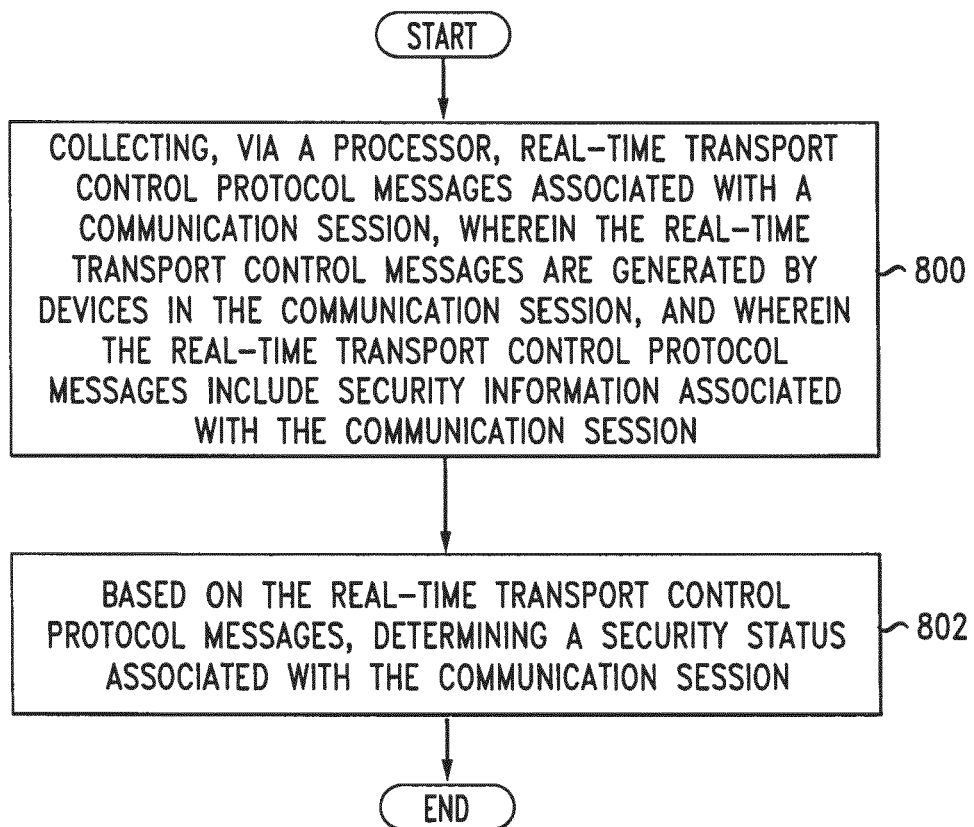 START
COLLECTING, VIA A PROCESSOR, REAL-TIME TRANSPORT
CONTROL PROTOCOL MESSAGES ASSOCIATED WITH A
COMMUNICATION SESSION, WHEREIN THE REAL-TIME
TRANSPORT CONTROL MESSAGES ARE GENERATED BY
DEVICES IN THE COMMUNICATION SESSION, AND WHEREIN
THE REAL-TIME TRANSPORT CONTROL PROTOCOL
MESSAGES INCLUDE SECURITY INFORMATION ASSOCIATED
WITH THE COMMUNICATION SESSION
800
BASED ON THE REAL-TIME TRANSPORT CONTROL
PROTOCOL MESSAGES, DETERMINING A SECURITY STATUS
ASSOCIATED WITH THE COMMUNICATION SESSION
802
END